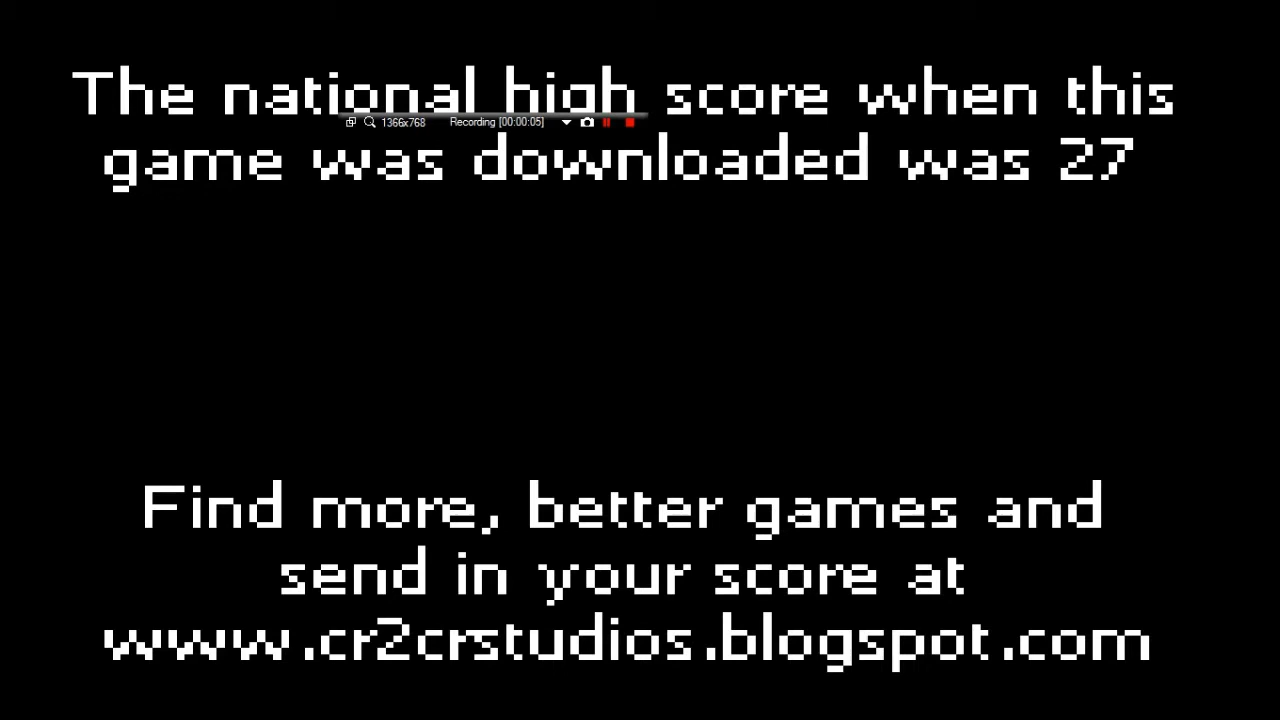 The national high score when this
1366x768 Recording [00:00:05]
game was downloaded was 27
Find more, better games and
send in your score at
www.cr2crstudios.blogspot.com